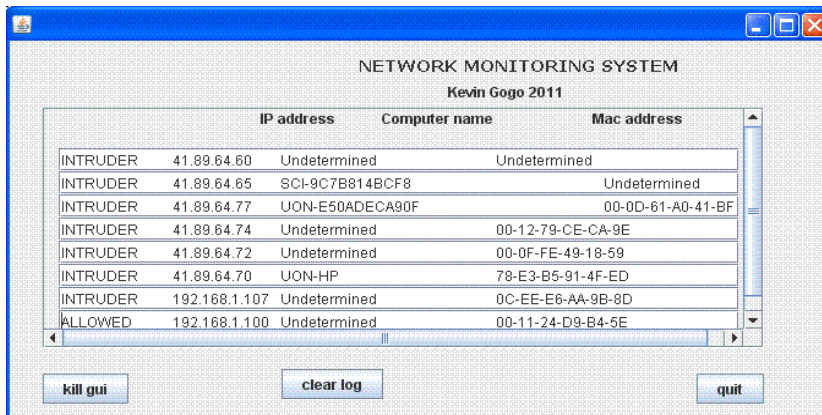 NETWORK MONITORING SYSTEM
Kevin Gogo 2011
IP address Computer name Mac address
INTRUDER 41.89.64.60 Undetermined Undetermined
INTRUDER 41.89.64.65 SCI-9C7B814BCF8 Undetermined
INTRUDER 41.89.64.77 UON-E50ADECA90F 00-0D-61-A0-41-BF
INTRUDER 41.89.64.74 Undetermined 00-12-79-CE-CA-9E
INTRUDER 41.89.64.72 Undetermined 00-0F-FE-49-18-59
INTRUDER 41.89.64.70 UON-HP 78-E3-B5-91-4F-ED
INTRUDER 192.168.1.107 Undetermined 0C-EE-E6-AA-9B-8D
ALLOWED 192.168.1.100 Undetermined 00-11-24-D9-B4-5E
kill gui clear log quit